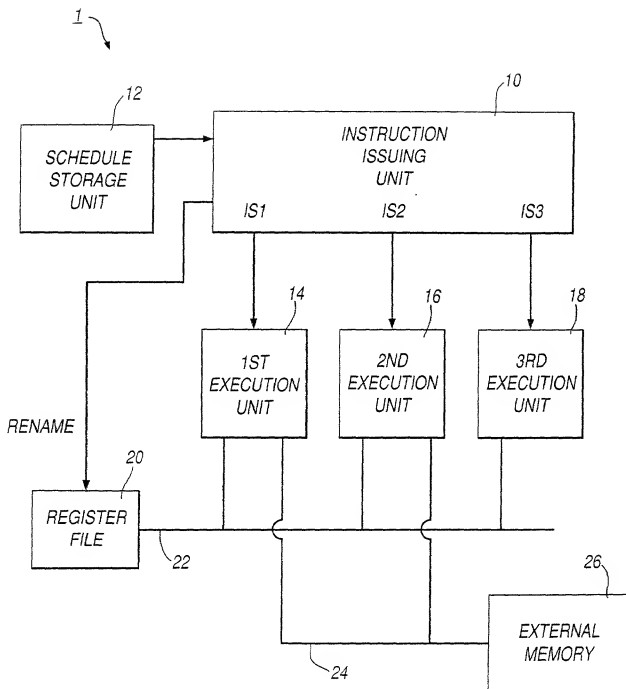 1
12
10
SCHEDULE
STORAGE
UNIT
INSTRUCTION
ISSUING
UNIT
IS1 IS2 IS3
14
16
18
1ST
EXECUTION
UNIT
2ND
EXECUTION
UNIT
3RD
EXECUTION
UNIT
RENAME
20
REGISTER
FILE
22
26
EXTERNAL
MEMORY
24